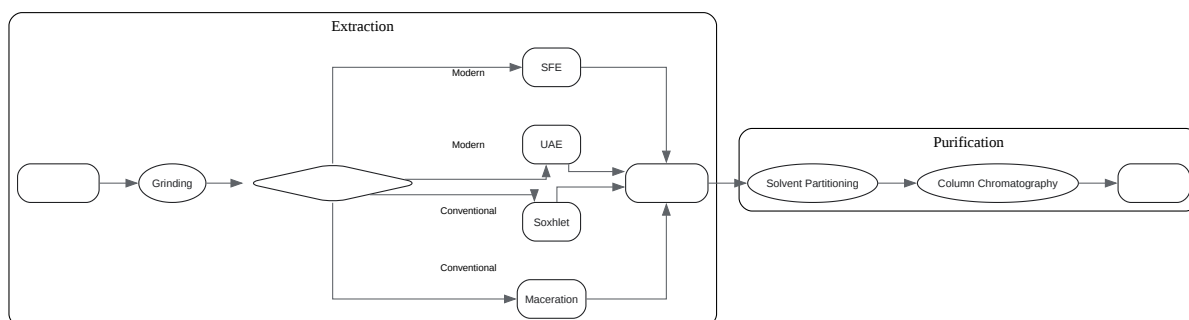 Extraction
Modern
SFE
Modern
UAE
Grinding
Conventional
Soxhlet
Conventional
Maceration
Purification
Solvent Partitioning
Column Chromatography